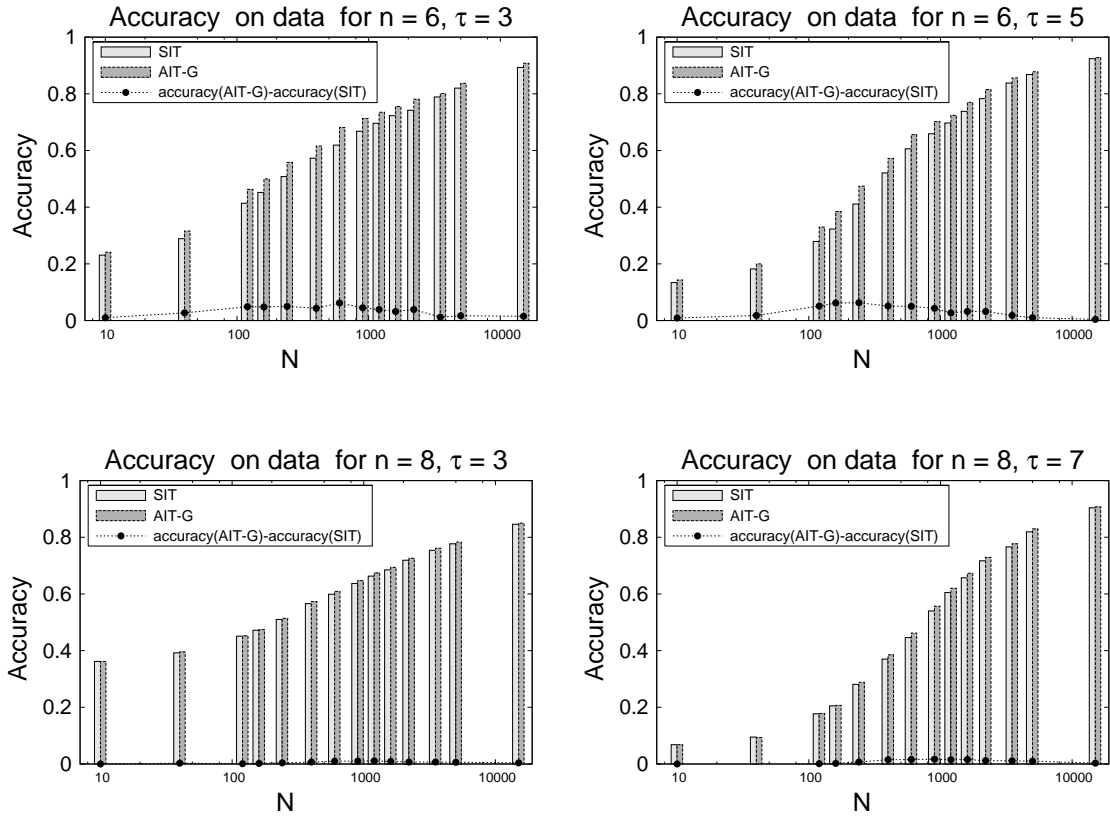 Accuracy on data for n = 6, τ = 3
1
0.8
0.6
0.4
0.2
0
Accuracy
SIT
AIT-G
accuracy(AIT-G)-accuracy(SIT)
10
100
1000
10000
N
Accuracy on data for n = 6, τ = 5
1
0.8
0.6
0.4
0.2
0
Accuracy
SIT
AIT-G
accuracy(AIT-G)-accuracy(SIT)
10
100
1000
10000
N
Accuracy on data for n = 8, τ = 3
1
0.8
0.6
0.4
0.2
0
Accuracy
SIT
AIT-G
accuracy(AIT-G)-accuracy(SIT)
10
100
1000
10000
N
Accuracy on data for n = 8, τ = 7
1
0.8
0.6
0.4
0.2
0
Accuracy
SIT
AIT-G
accuracy(AIT-G)-accuracy(SIT)
10
100
1000
10000
N